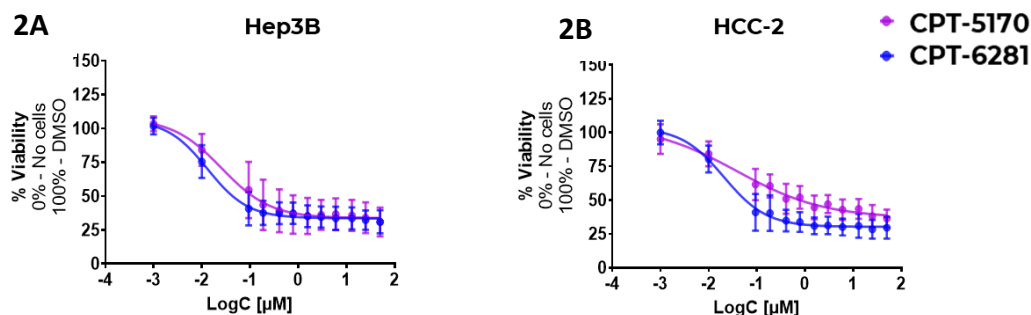 2A
Hep3B
150
125
100
75
50
25
0
% Viability
0% - No cells
100% - DMSO
-4 -3 -2 -1 0 1 2
LogC [µM]
2B
HCC-2
150
125
100
75
50
25
0
% Viability
0% - No cells
100% - DMSO
-4 -3 -2 -1 0 1 2
LogC [µM]
CPT-5170
CPT-6281